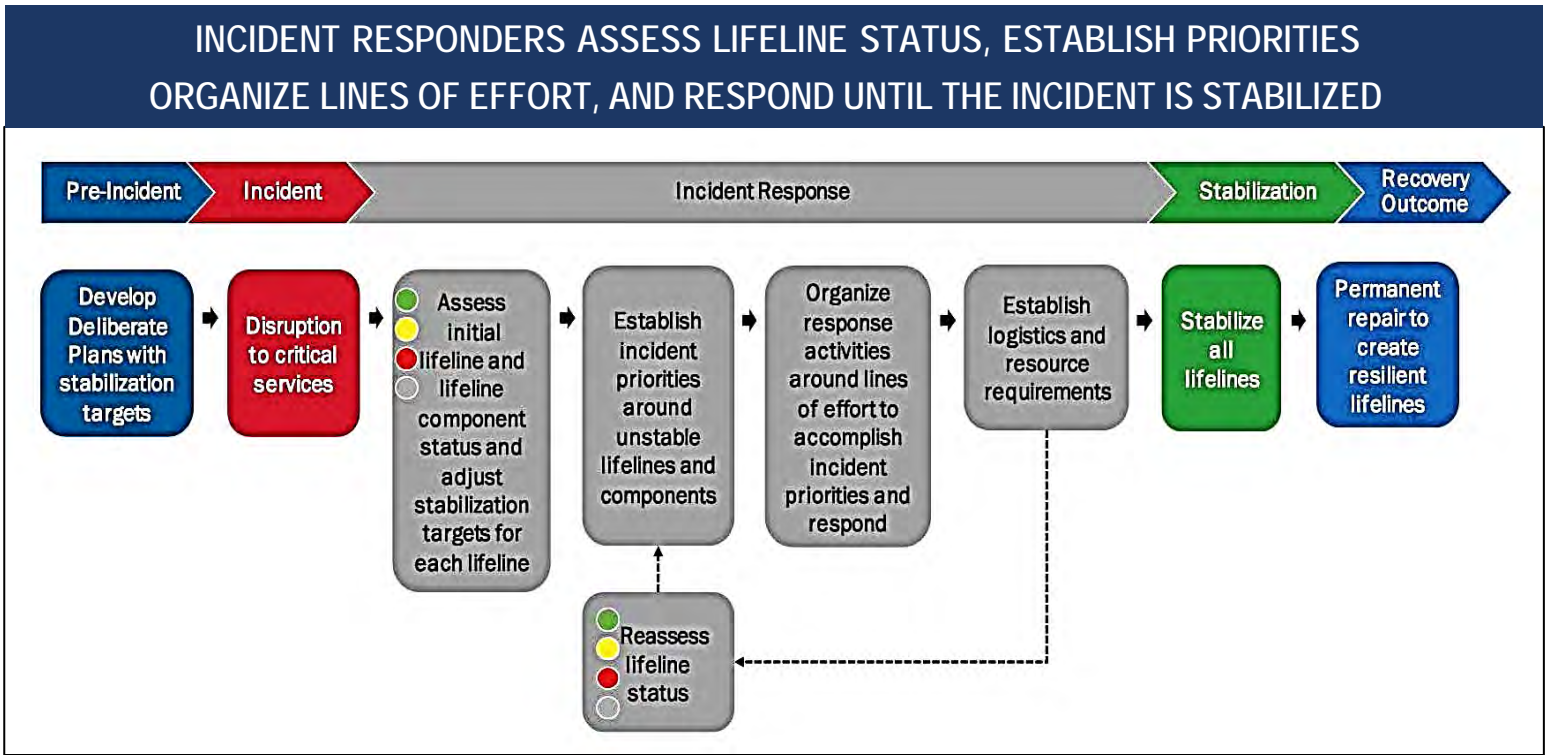 INCIDENT RESPONDERS ASSESS LIFELINE STATUS, ESTABLISH PRIORITIES
ORGANIZE LINES OF EFFORT, AND RESPOND UNTIL THE INCIDENT IS STABILIZED
Pre-Incident
Incident
Incident Response
Stabilization
Recovery
Outcome
Develop
Deliberate
Plans with
stabilization
targets
Disruption
to critical
services
Assess
initial
lifeline and
lifeline
component
status and
adjust
stabilization
targets for
each lifeline
Establish
incident
priorities
around
unstable
lifelines and
components
Organize
response
activities
around lines
of effort to
accomplish
incident
priorities and
respond
Establish
logistics and
resource
requirements
Stabilize
all
lifelines
Permanent
repair to
create
resilient
lifelines
Reassess
lifeline
status